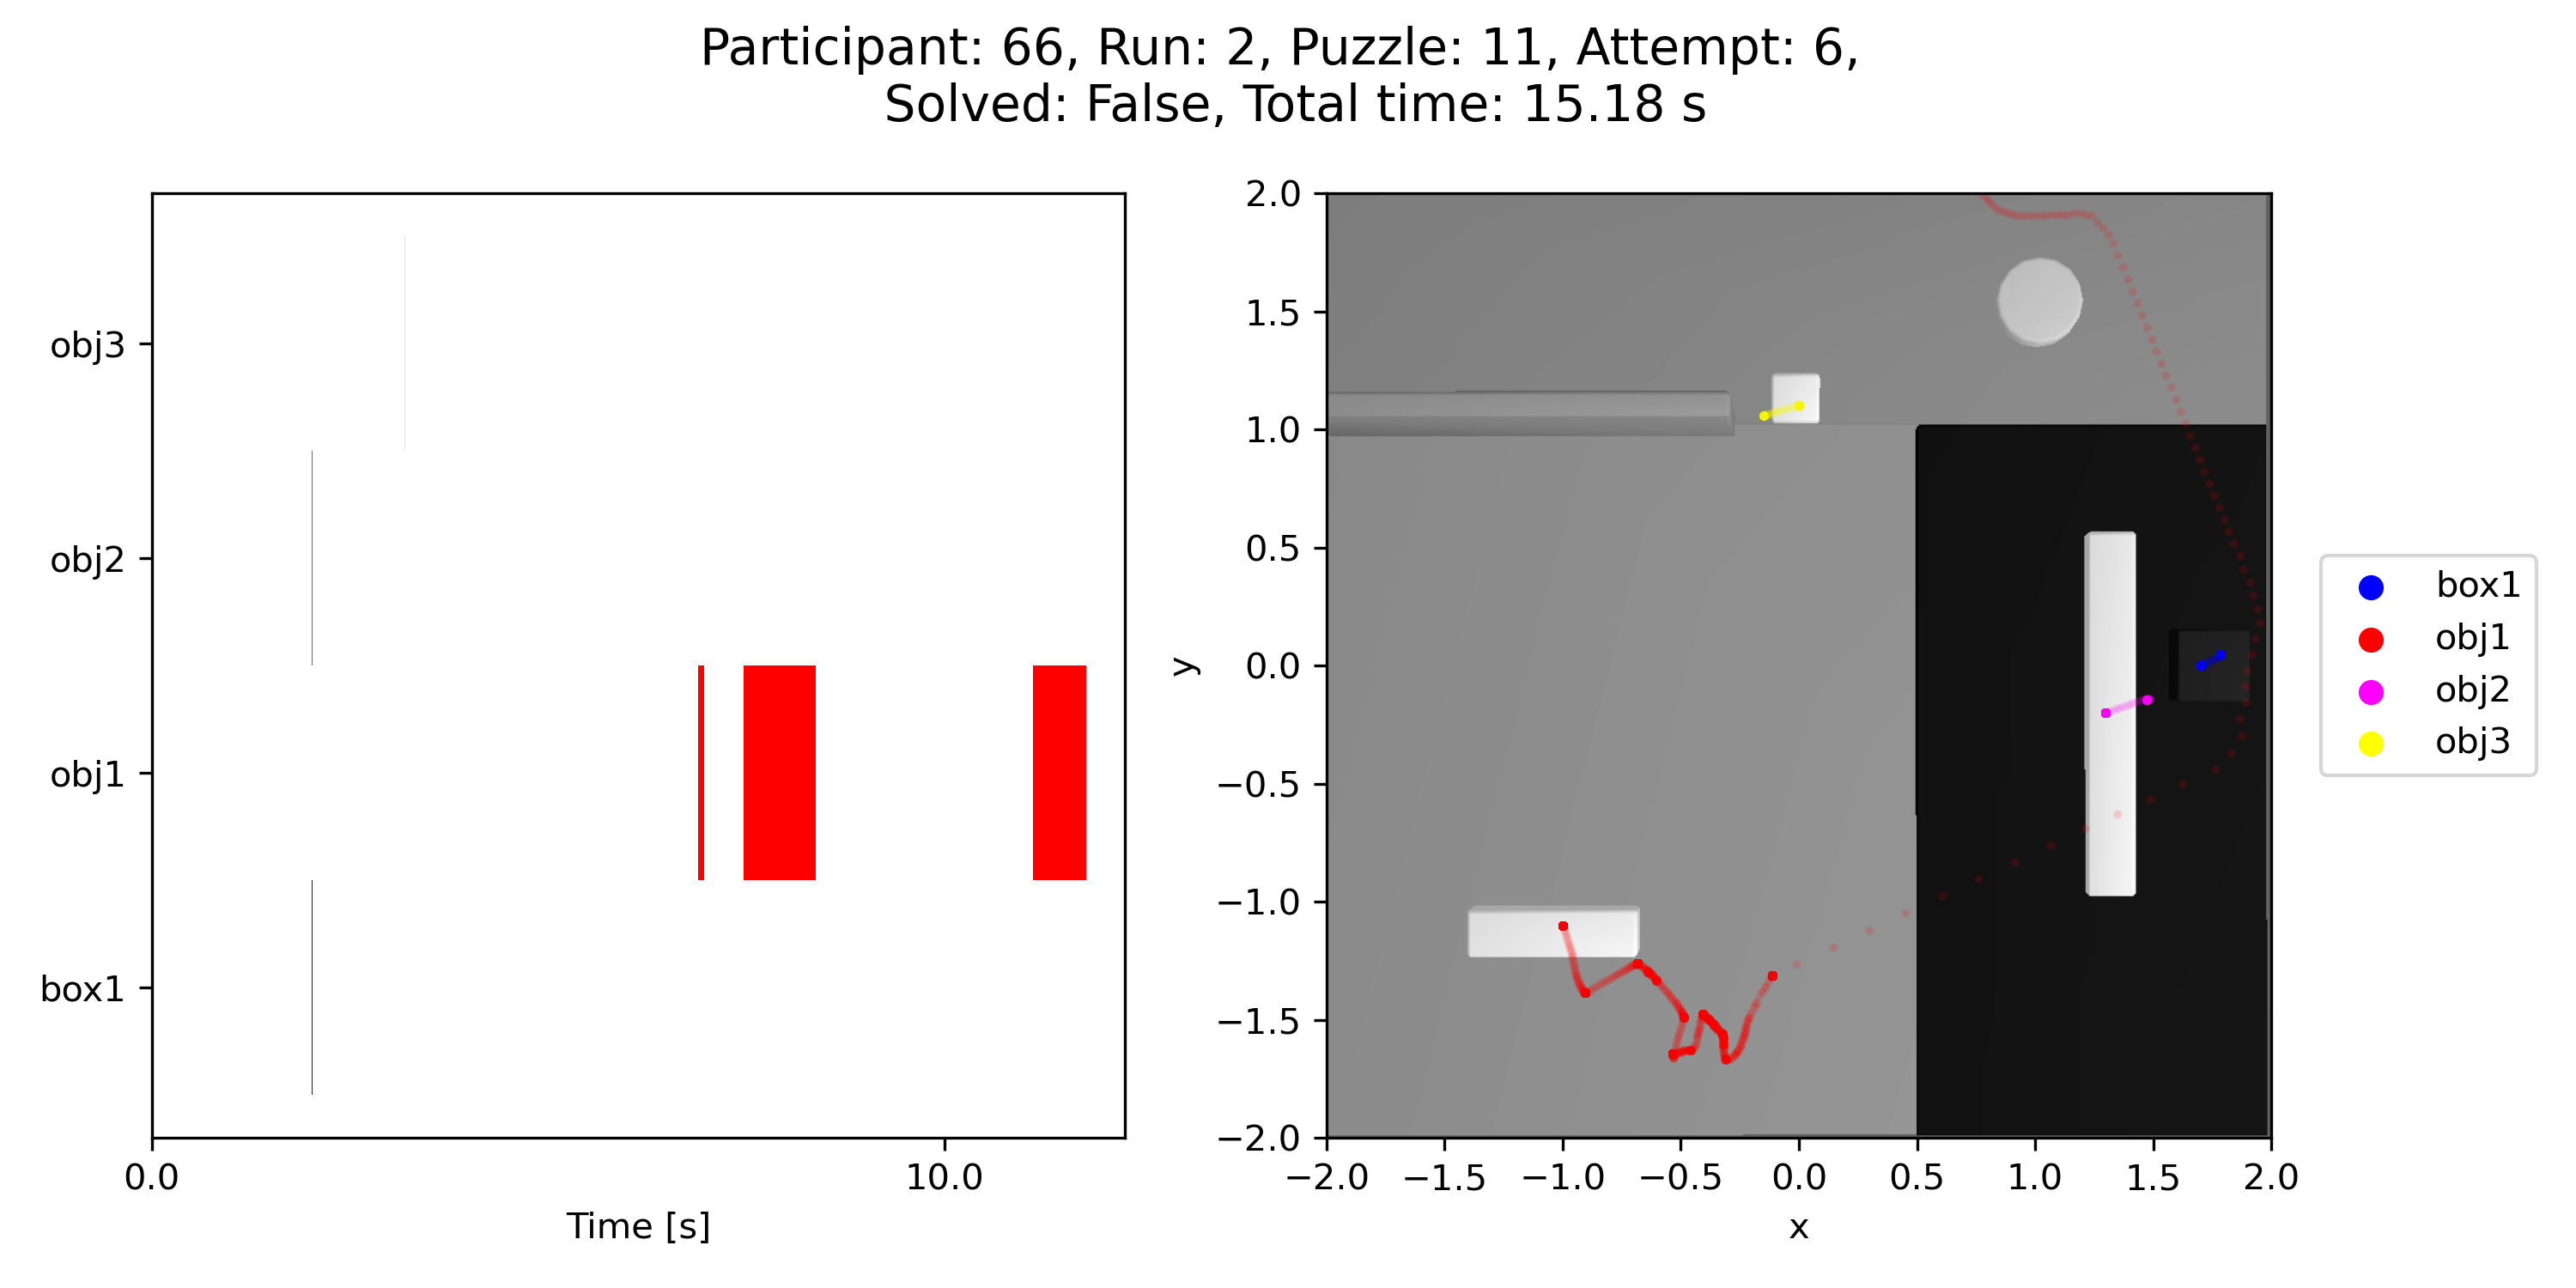 Participant: 66, Run: 2, Puzzle: 11, Attempt: 6,
Solved: False, Total time: 15.18 s
obj3
obj2
obj1
box1
0.0
10.0
Time [s]
2.0
1.5
1.0
0.5
0.0
−0.5
−1.0
−1.5
−2.0
y
−2.0
−1.5
−1.0
−0.5
0.0
0.5
1.0
1.5
2.0
x
box1
obj1
obj2
obj3